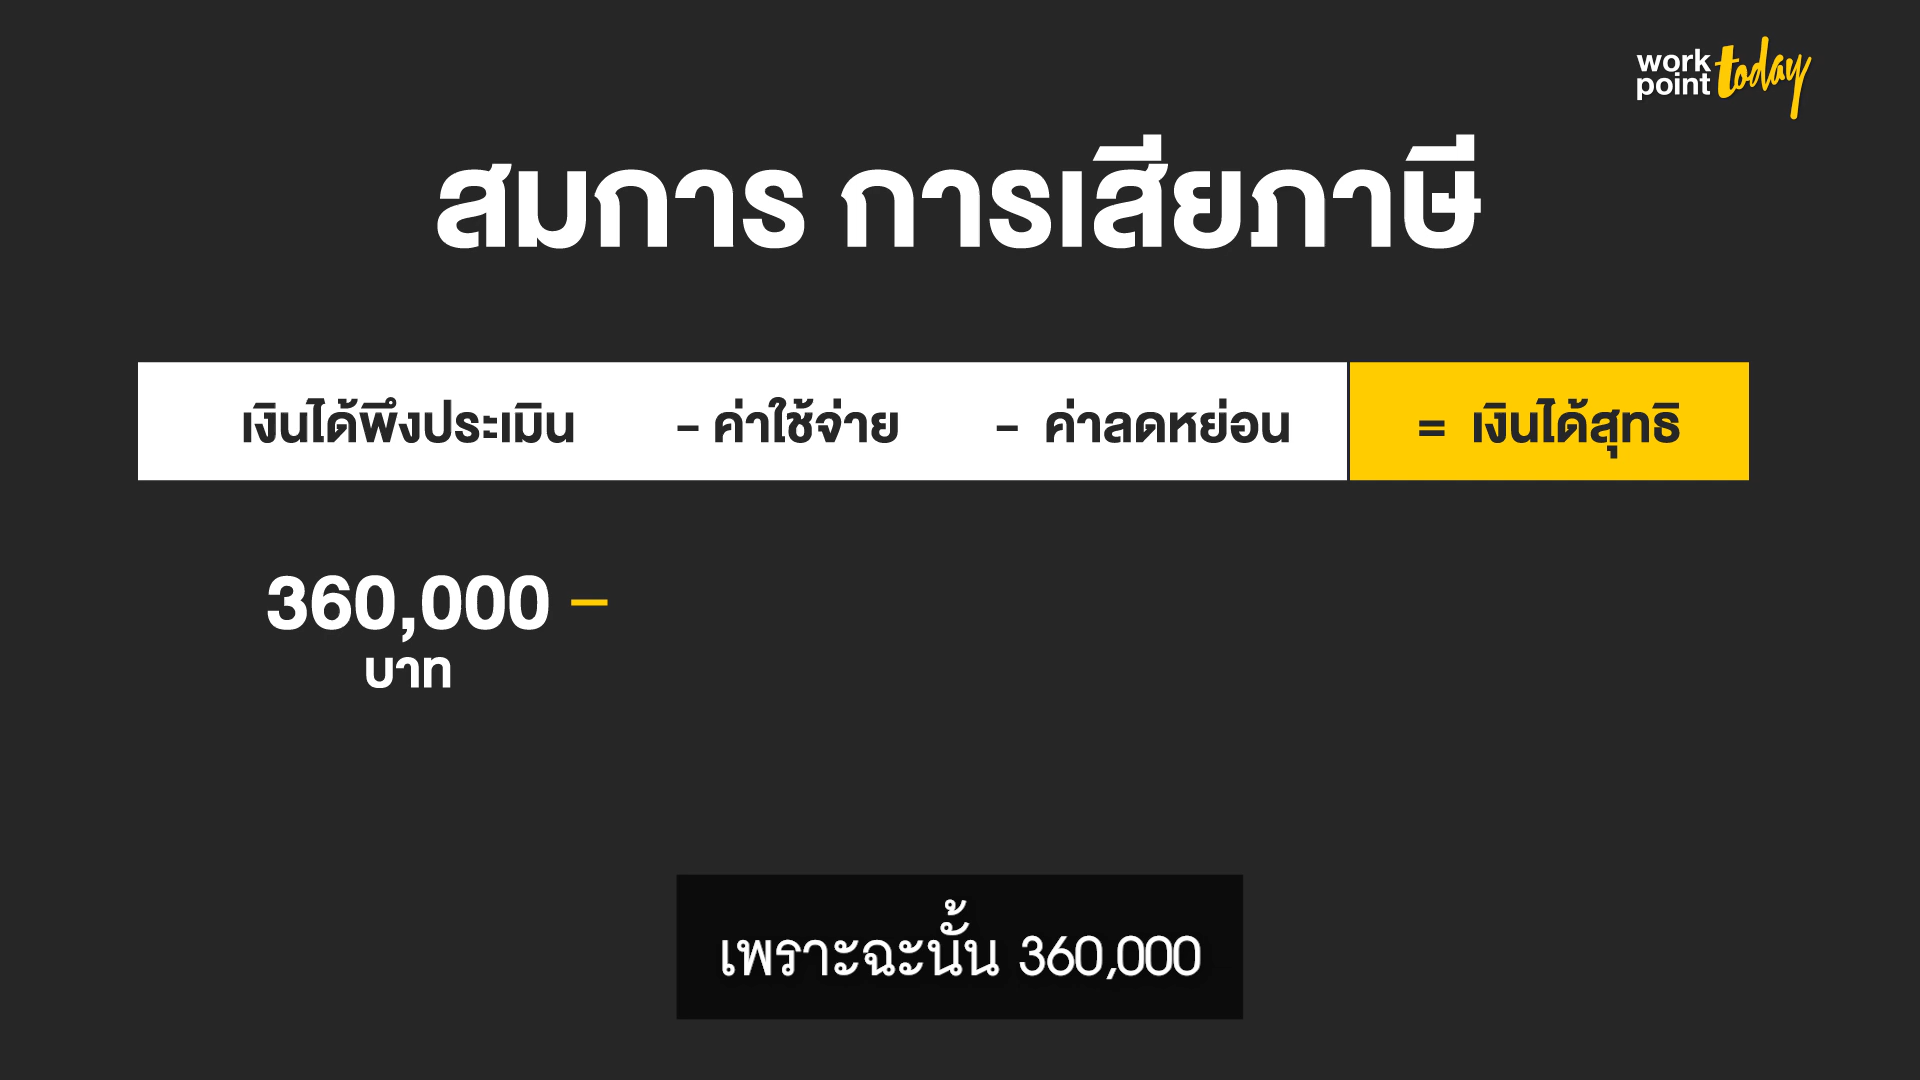 work
point today
สมการ การเสียภาษี
เงินได้พึงประเมิน - ค่าใช้จ่าย - ค่าลดหย่อน = เงินได้สุทธิ
360,000 –
บาท
เพราะฉะนั้น 360,000